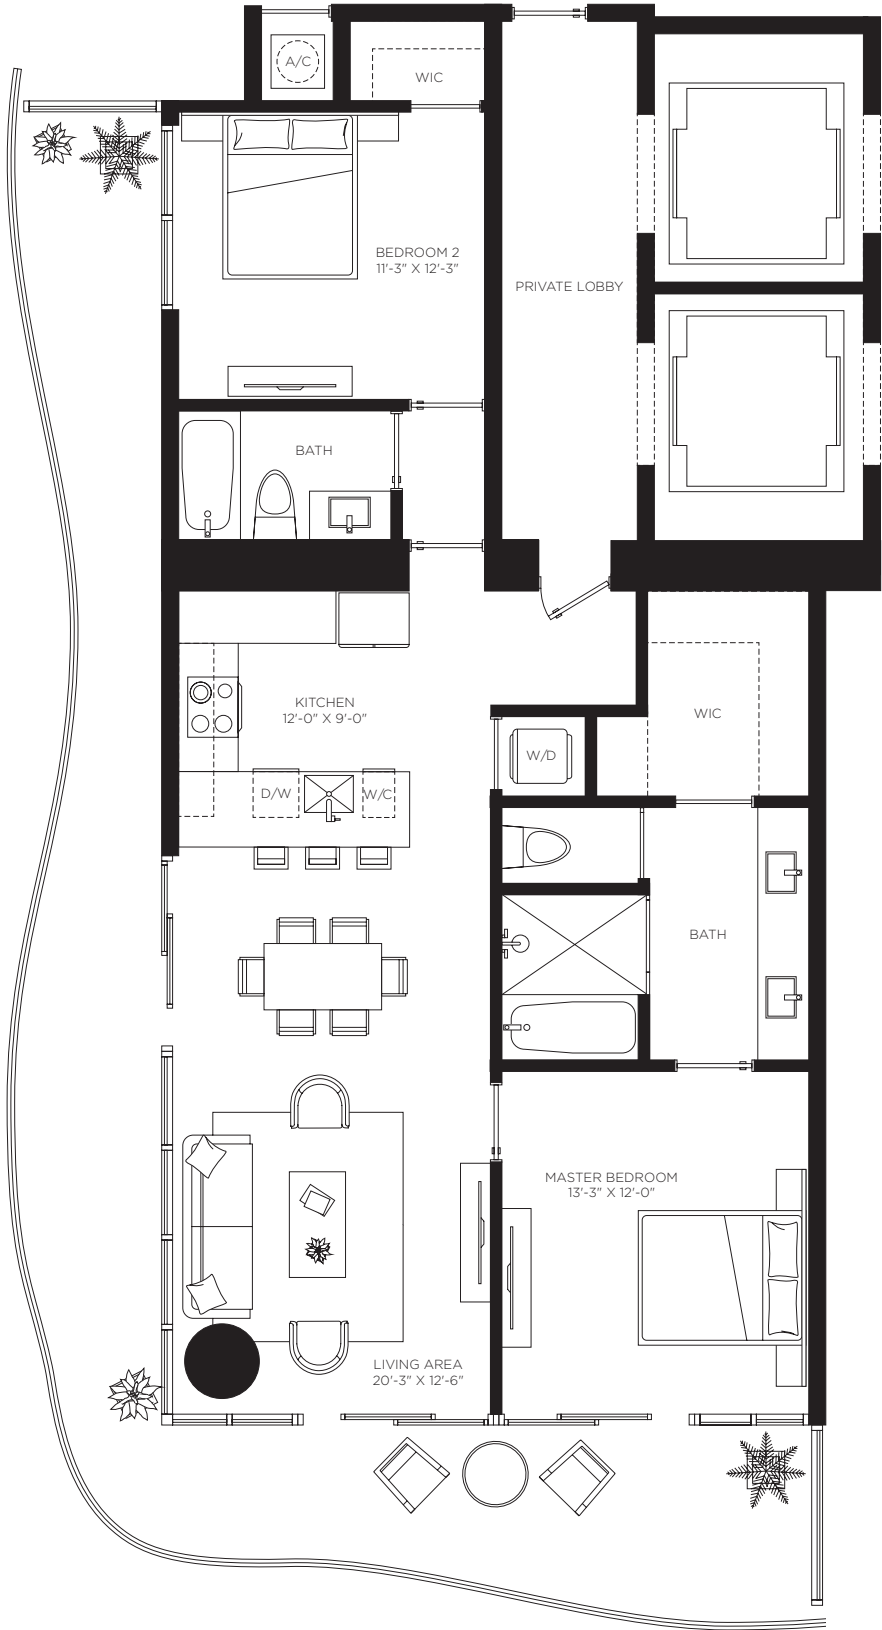 A/C
WIC
BEDROOM 2
11'-3" X 12'-3"
PRIVATE LOBBY
BATH
KITCHEN
12'-0" X 9'-0"
WIC
W/D
D/W
W/C
BATH
MASTER BEDROOM
13'-3" X 12'-0"
LIVING AREA
20'-3" X 12'-6"